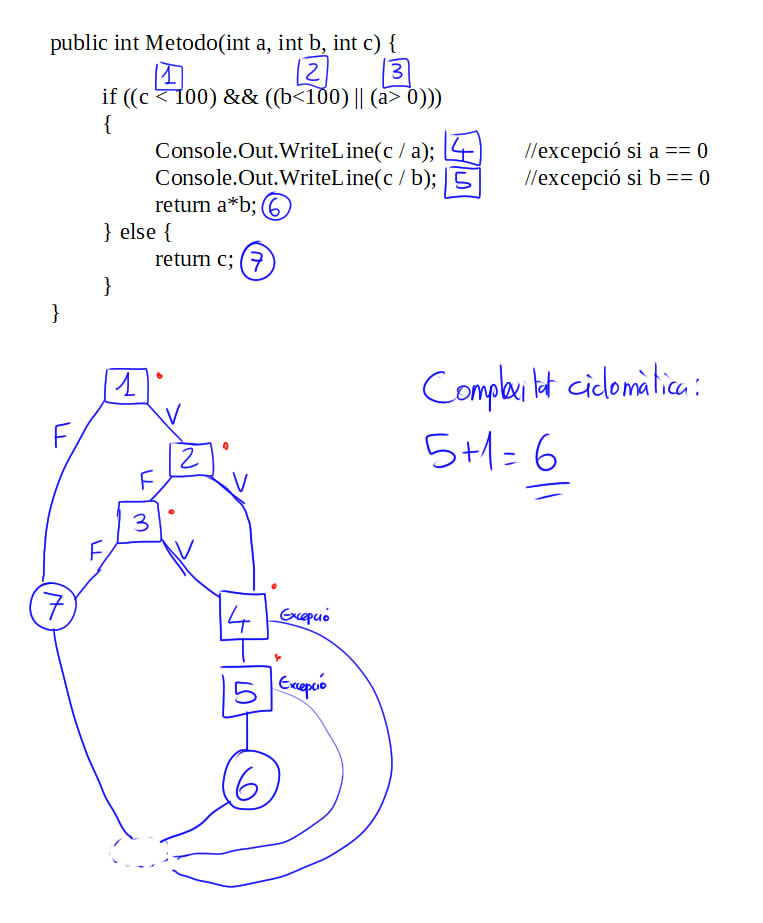 public int Metodo(int a, int b, int c) {
1 2 3
if ((c < 100) && ((b<100) || (a> 0)))
{
Console.Out.WriteLine(c / a); 4 //excepció si a == 0
Console.Out.WriteLine(c / b); 5 //excepció si b == 0
return a*b; 6
} else {
return c; 7
}
}
1
F V
2
F V
3
F V
7
4 Excepció
5 Excepció
6
Complexitat ciclomàtica:
5+1= 6